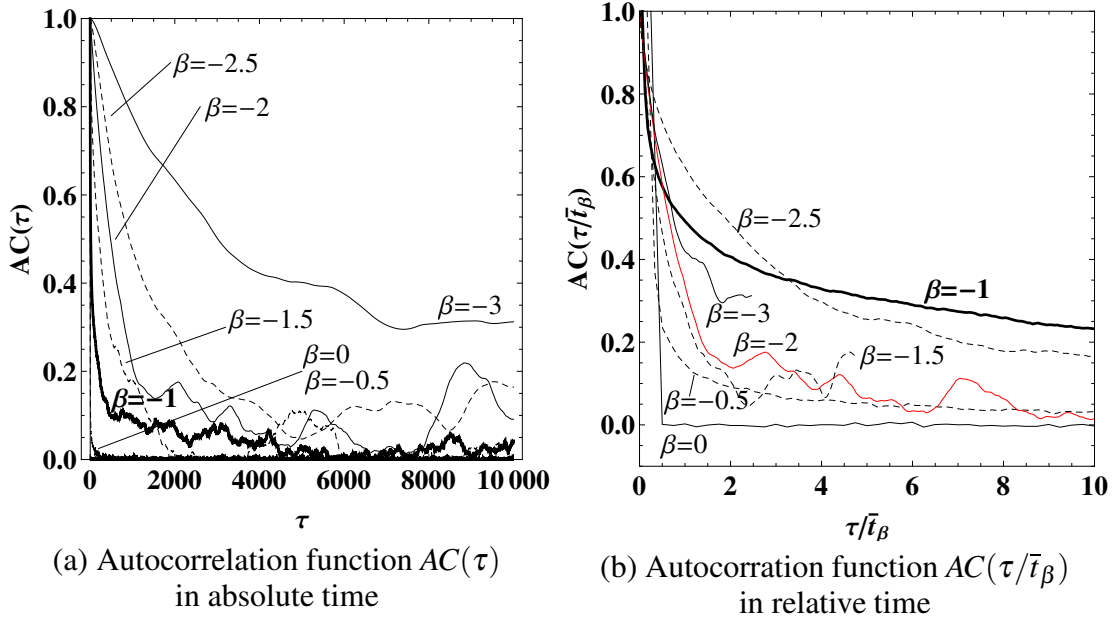 1.0
0.8
0.6
0.4
0.2
0.0
AC(τ)
β=−2.5
β=−2
β=−3
β=−1.5
β=0
β=−0.5
β=−1
0 2000 4000 6000 8000 10 000
τ
(a) Autocorrelation function AC(τ)
in absolute time
1.0
0.8
0.6
0.4
0.2
0.0
AC(τ/t̄β)
β=−2.5
β=−1
β=−3
β=−2
β=−1.5
β=−0.5
β=0
0 2 4 6 8 10
τ/t̄β
(b) Autocorration function AC(τ/t̄β)
in relative time